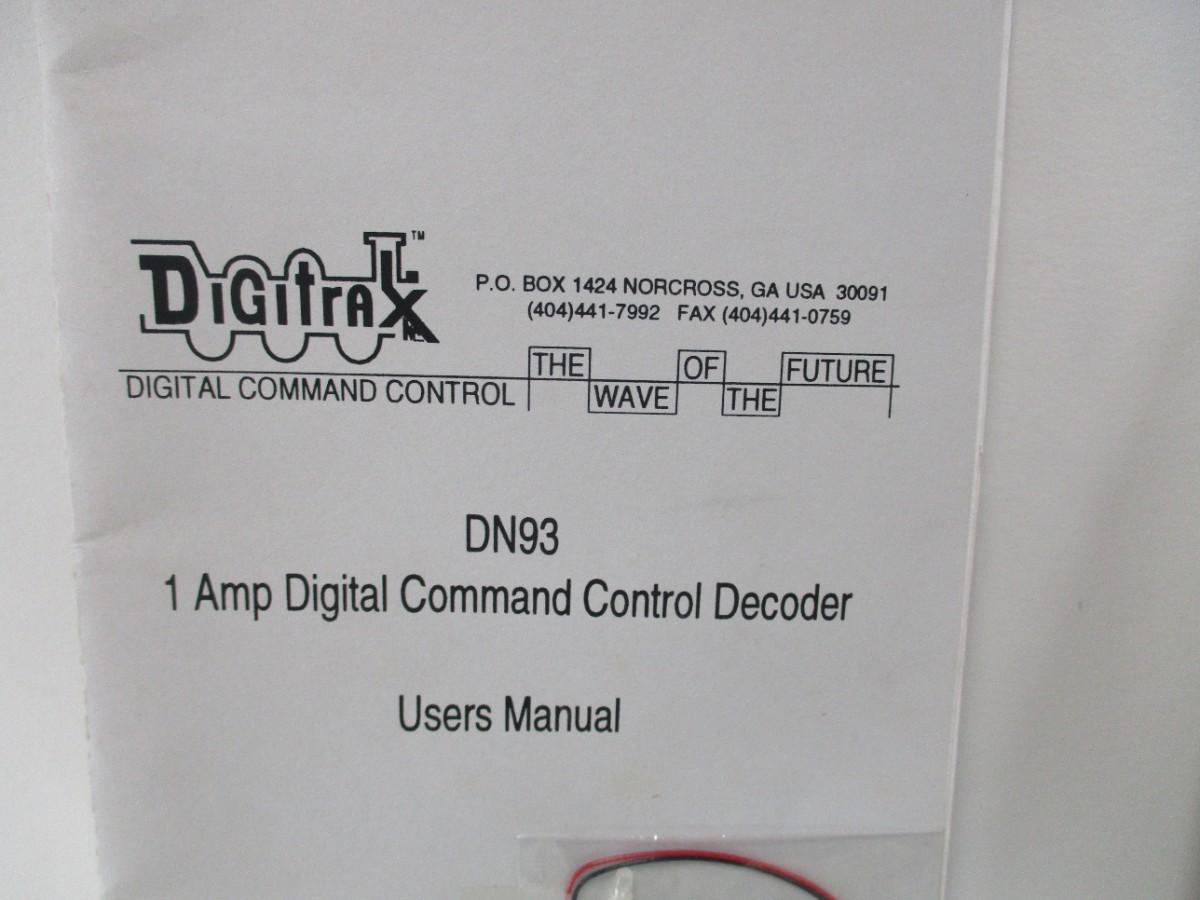 DiGitrax™
P.O. BOX 1424 NORCROSS, GA USA 30091
(404)441-7992 FAX (404)441-0759
DIGITAL COMMAND CONTROL
THE WAVE OF THE FUTURE
DN93
1 Amp Digital Command Control Decoder
Users Manual